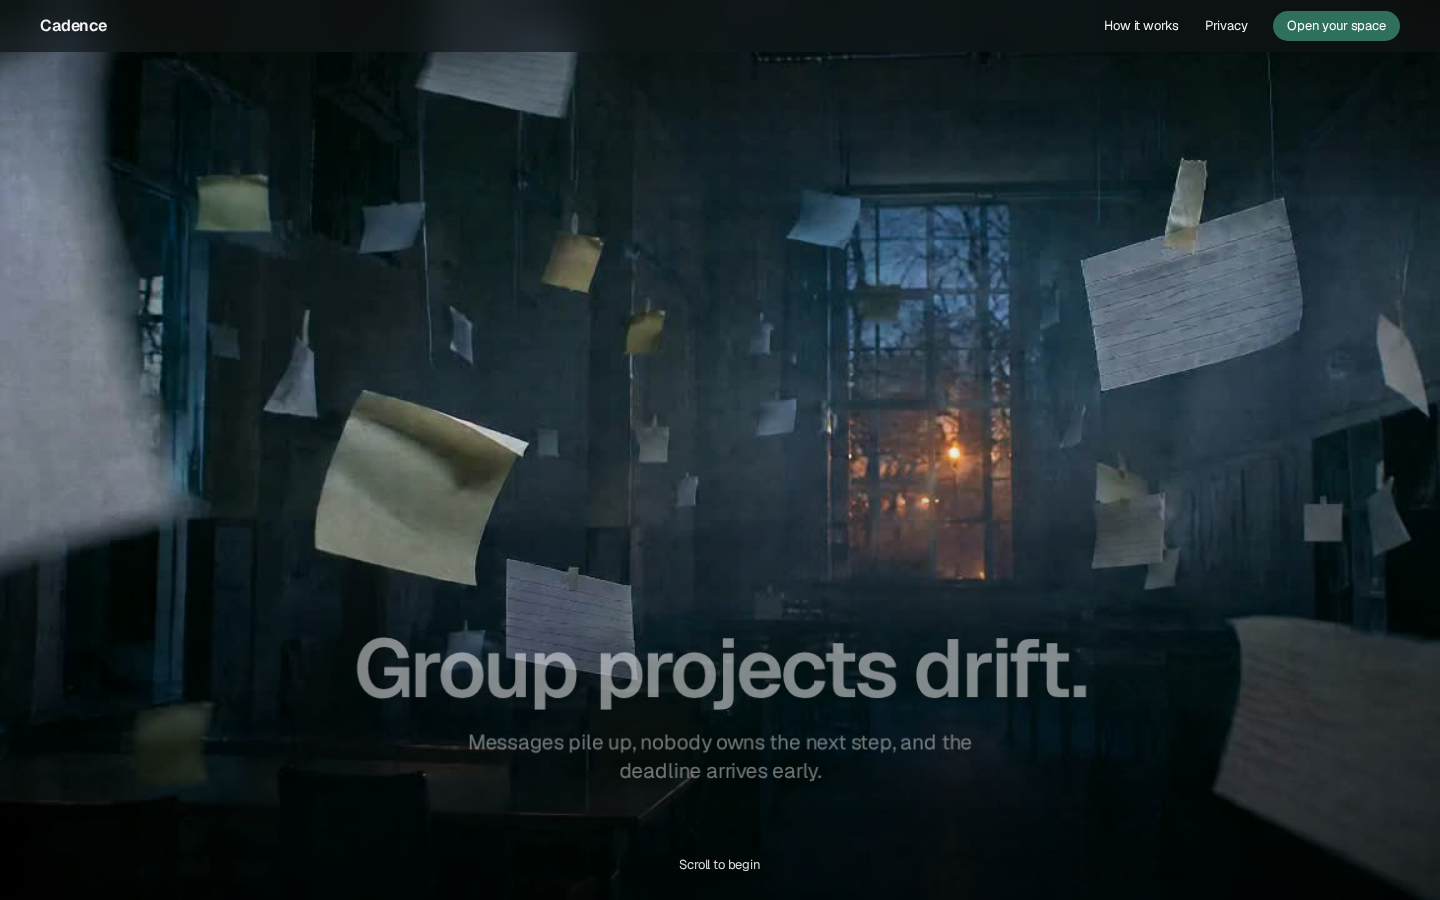 Cadence
How it works
Privacy
Open your space
Group projects drift.
Messages pile up, nobody owns the next step, and the
deadline arrives early.
Scroll to begin